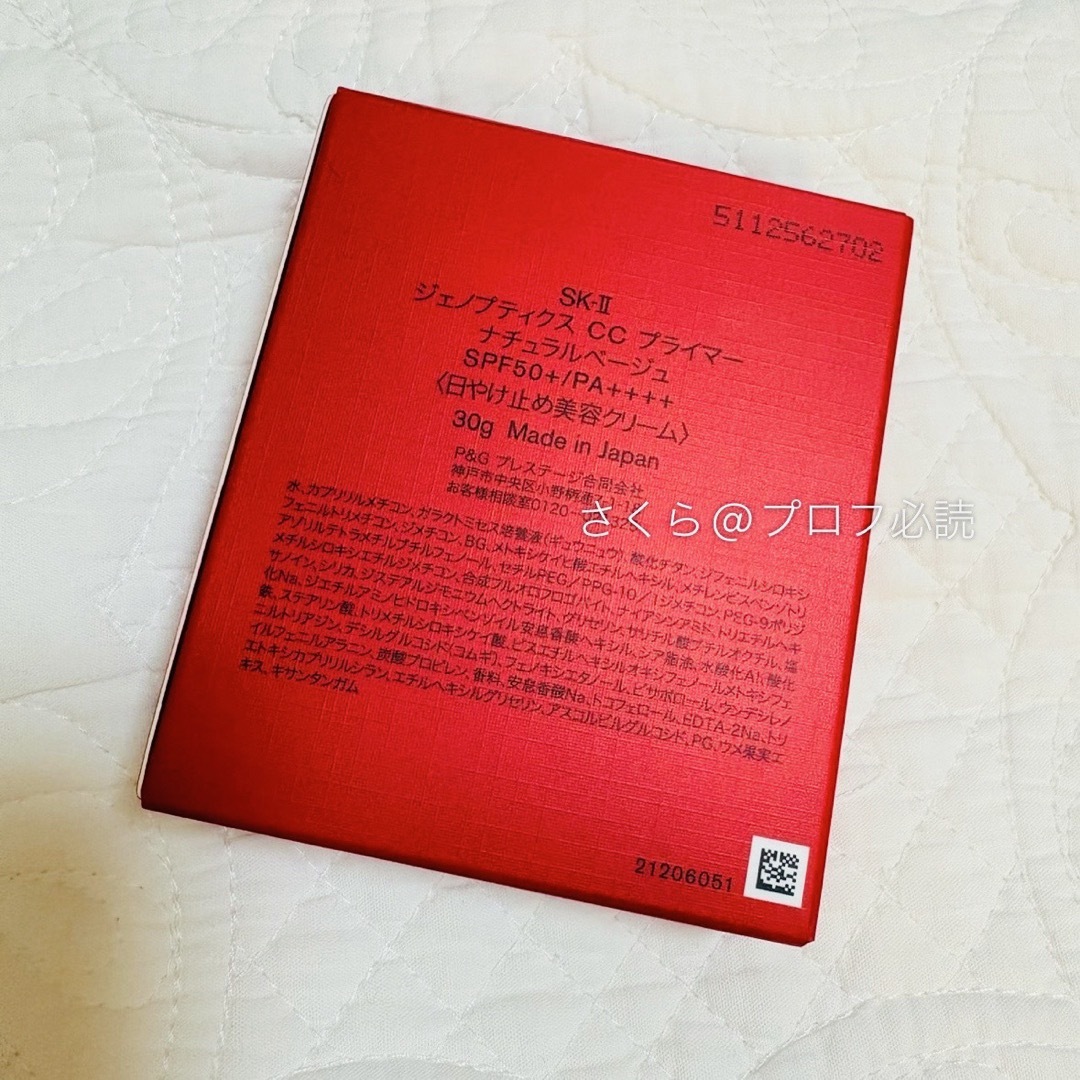 5112562702
SK-II
ジェノプティクス CC プライマー
ナチュラルベージュ
SPF50+/PA++++
〈日やけ止め美容クリーム〉
30g Made in Japan
P&G プレステージ合同会社
神戸市中央区小野柄通
お客様相談室0120-
さくら@プロフ必読
水、カプリリルメチコン、ガラクトミセス培養液(ギュウニュウ)、酸化チタン、ジフェニルシロキシ
フェニルトリメチコン、ジメチコン、BG、メトキシケイヒ酸エチルヘキシル、メチレンビスベンゾトリ
アゾリルテトラメチルブチルフェノール、セチルPEG/PPG-10/1ジメチコン、PEG-9ポリジ
メチルシロキシエチルジメチコン、合成フルオロフロゴパイト、ナイアシンアミド、トリエチルヘキ
サノイン、シリカ、ジステアルジモニウムヘクトライト、グリセリン、サリチル酸ブチルオクチル、塩
化Na、ジエチルアミノヒドロキシベンゾイル安息香酸ヘキシル、シア脂油、水酸化Al、酸化
鉄、ステアリン酸、トリメチルシロキシケイ酸、ビスエチルヘキシルオキシフェノールメトキシフェ
ニルトリアジン、デシルグルコシド、(ヨムギ)、フェノキシエタノール、ビサボロール、ウンデシレノ
イルフェニルアラニン、炭酸プロピレン、香料、安息香酸Na、トコフェロール、EDTA-2Na、トリ
エトキシカプリリルシラン、エチルヘキシルグリセリン、アスコルビルグルコシド、PG、ウメ果実エ
キス、キサンタンガム
21206051